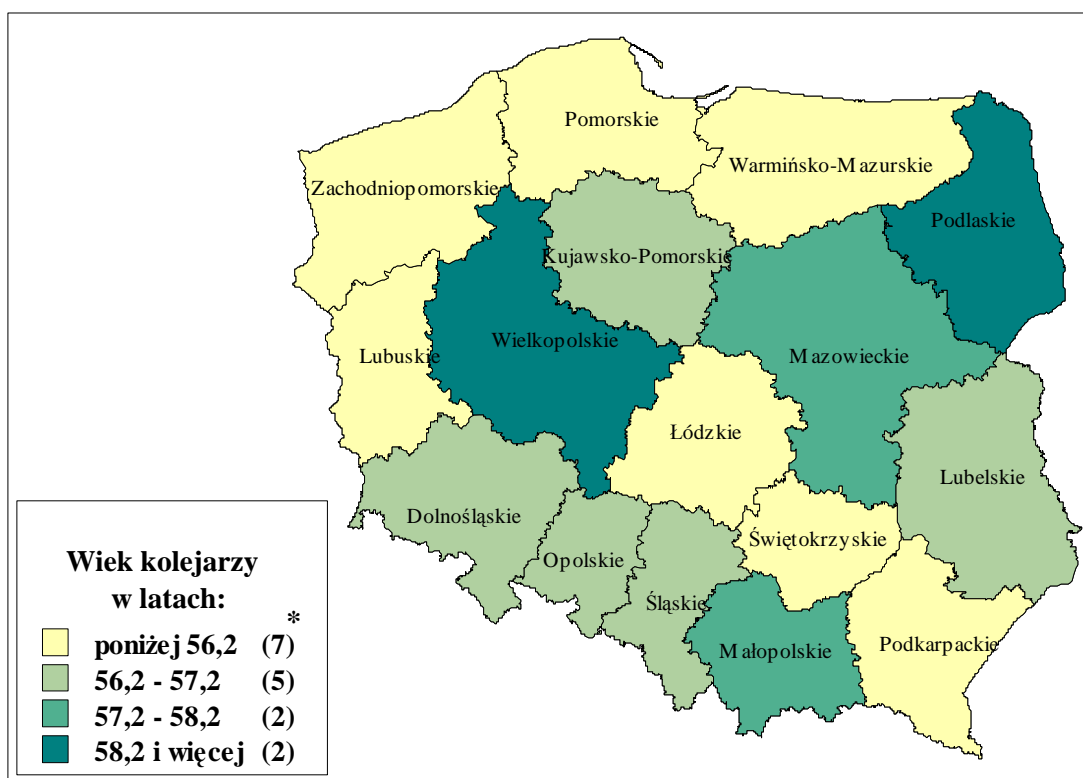 Pomorskie
Warmińsko-Mazurskie
Zachodniopomorskie
Podlaskie
Kujawsko-Pomorskie
Wielkopolskie
Mazowieckie
Lubuskie
Łódzkie
Lubelskie
Dolnośląskie
Świętokrzyskie
Opolskie
Śląskie
Podkarpackie
Małopolskie
Wiek kolejarzy
w latach:
*
poniżej 56,2 (7)
56,2 - 57,2 (5)
57,2 - 58,2 (2)
58,2 i więcej (2)